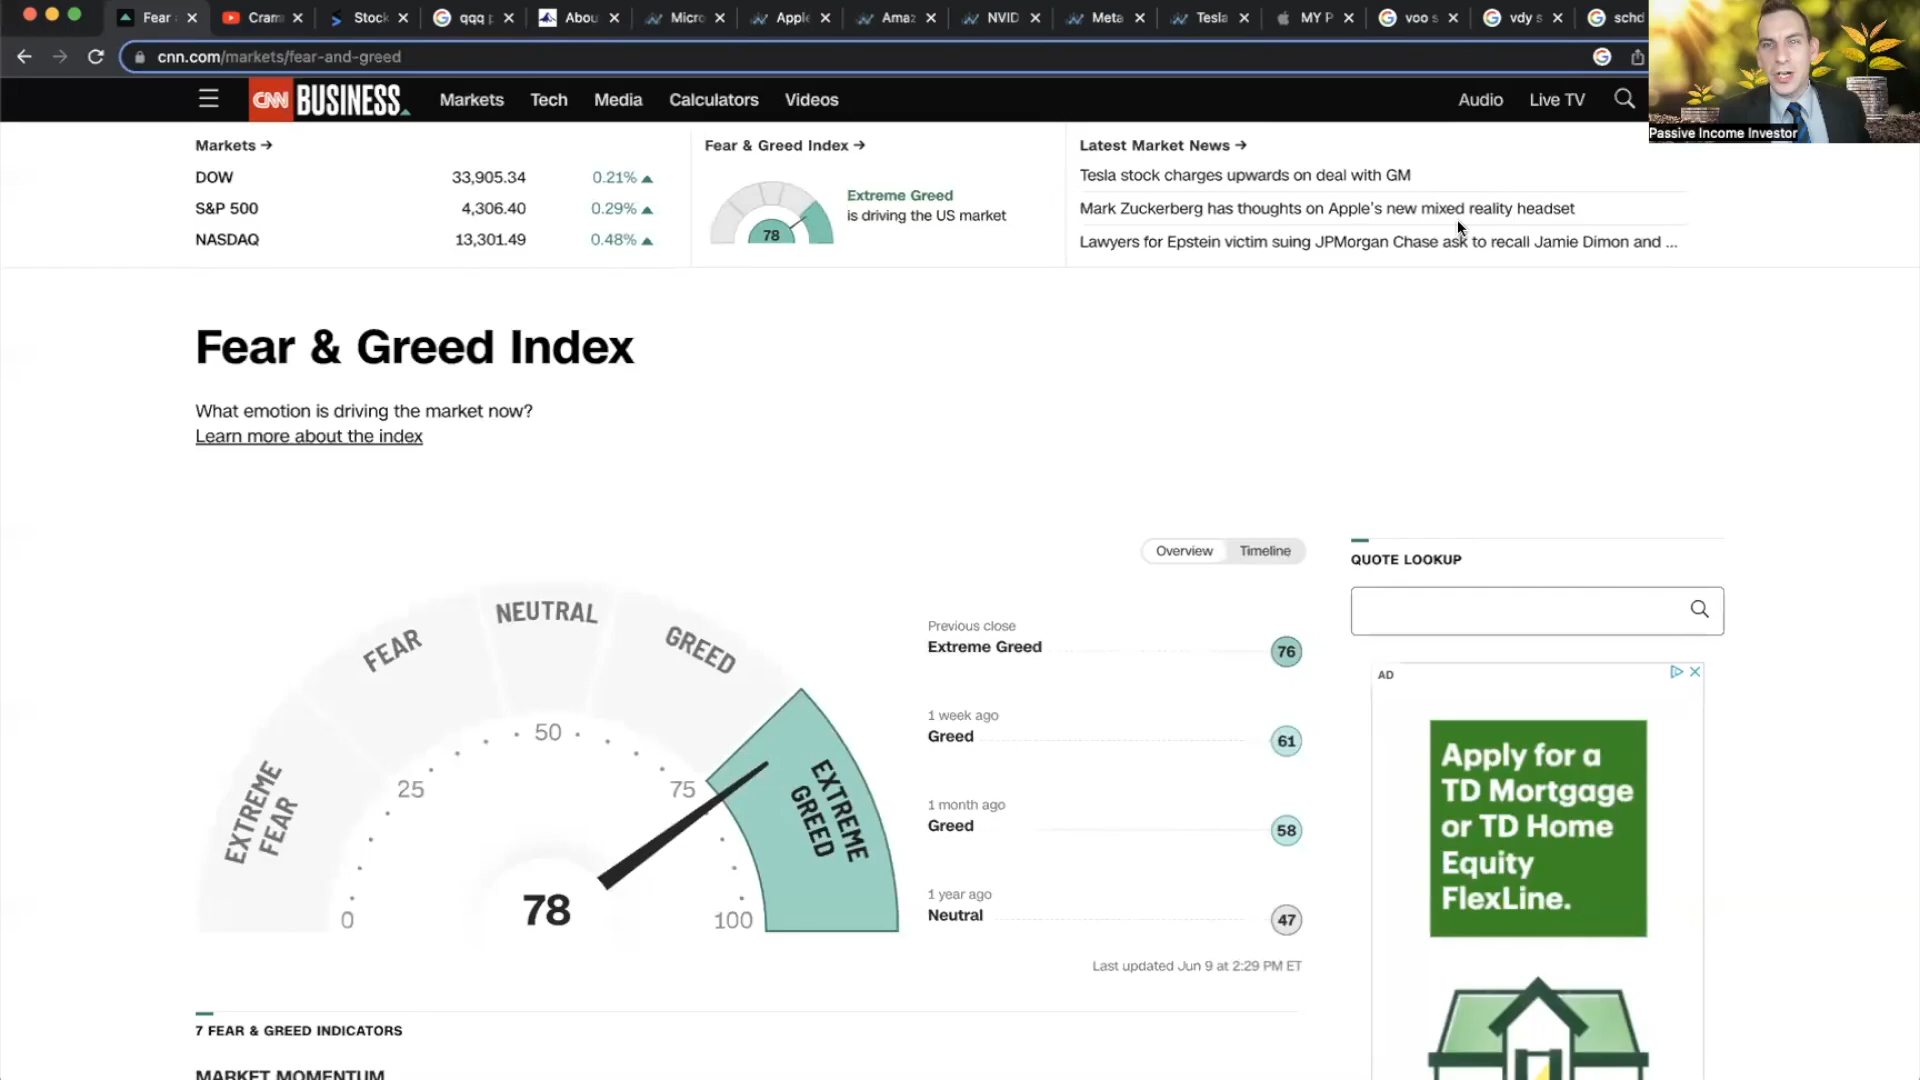 Fear
Cram
Stock
qqq p
Abou
Micro
Apple
Amaz
NVID
Meta
Tesla
MY P
voo s
vdy s
schd
cnn.com/markets/fear-and-greed
CNN BUSINESS
Markets
Tech
Media
Calculators
Videos
Audio
Live TV
Passive Income Investor
Markets →
DOW 33,905.34 0.21%
S&P 500 4,306.40 0.29%
NASDAQ 13,301.49 0.48%
Fear & Greed Index →
78
Extreme Greed
is driving the US market
Latest Market News →
Tesla stock charges upwards on deal with GM
Mark Zuckerberg has thoughts on Apple's new mixed reality headset
Lawyers for Epstein victim suing JPMorgan Chase ask to recall Jamie Dimon and ...
Fear & Greed Index
What emotion is driving the market now?
Learn more about the index
Overview
Timeline
EXTREME
FEAR
FEAR
NEUTRAL
GREED
EXTREME
GREED
0
25
50
75
100
78
Previous close
Extreme Greed 76
1 week ago
Greed 61
1 month ago
Greed 58
1 year ago
Neutral 47
Last updated Jun 9 at 2:29 PM ET
QUOTE LOOKUP
AD
Apply for a
TD Mortgage
or TD Home
Equity
FlexLine.
7 FEAR & GREED INDICATORS
MARKET MOMENTUM